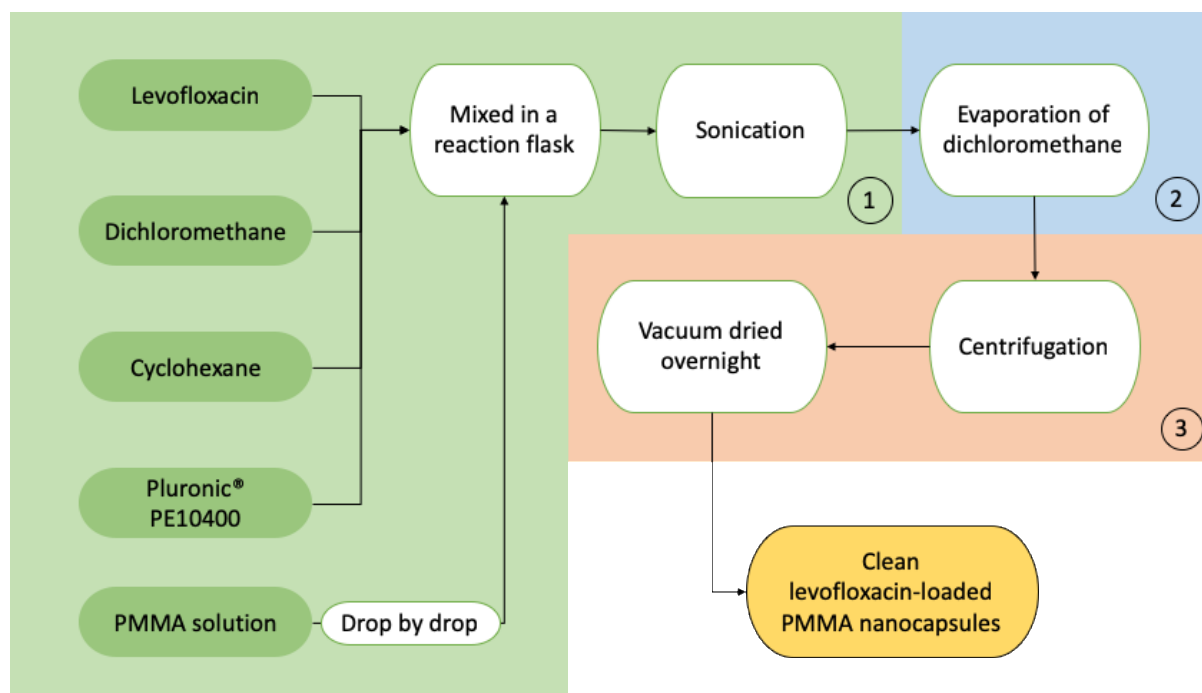 Levofloxacin
Mixed in a
reaction flask
Sonication
Evaporation of
dichloromethane
1
2
Dichloromethane
Cyclohexane
Vacuum dried
overnight
Centrifugation
3
Pluronic®
PE10400
PMMA solution
Drop by drop
Clean
levofloxacin-loaded
PMMA nanocapsules